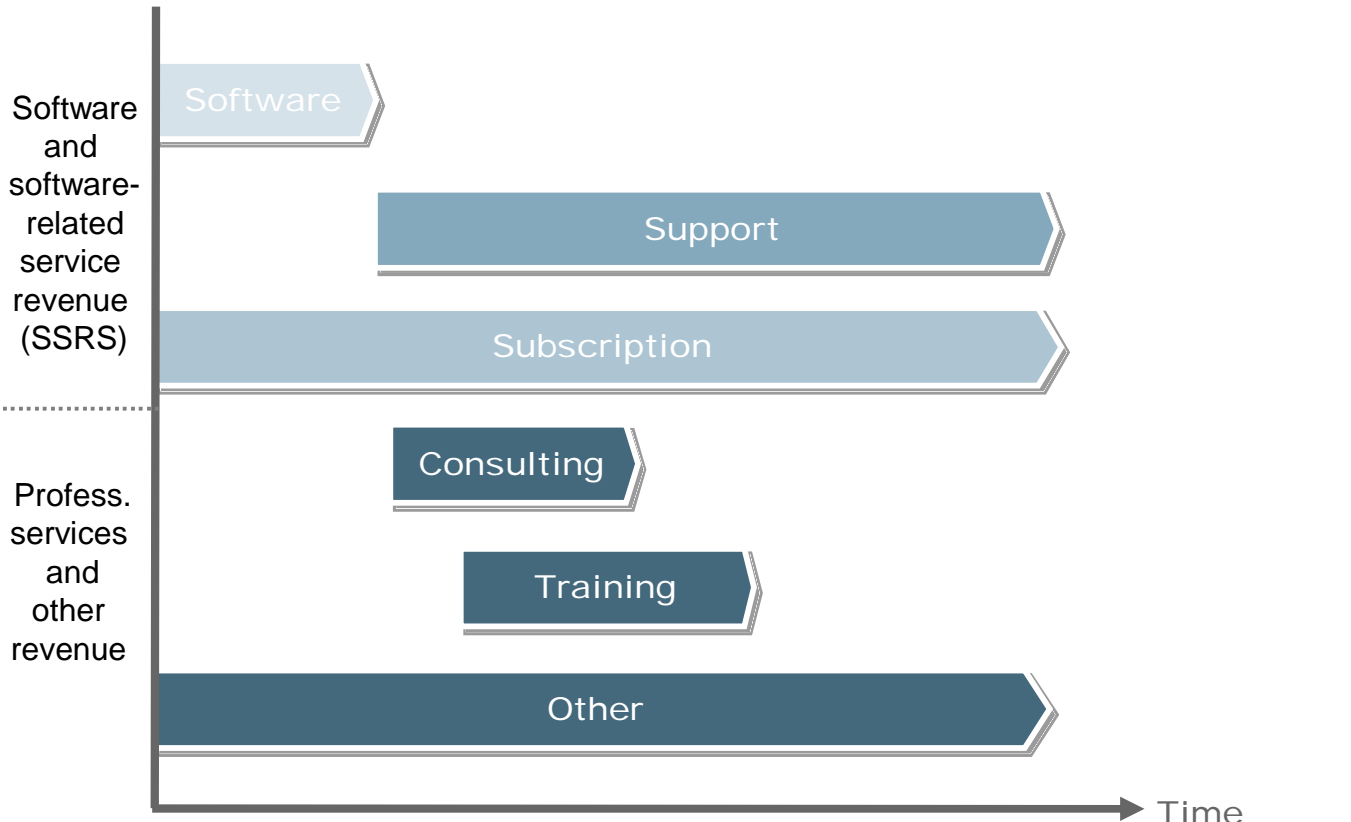 Software
and
software-
related
service
revenue
(SSRS)
Software
Support
Subscription
Profess.
services
and
other
revenue
Consulting
Training
Other
Time